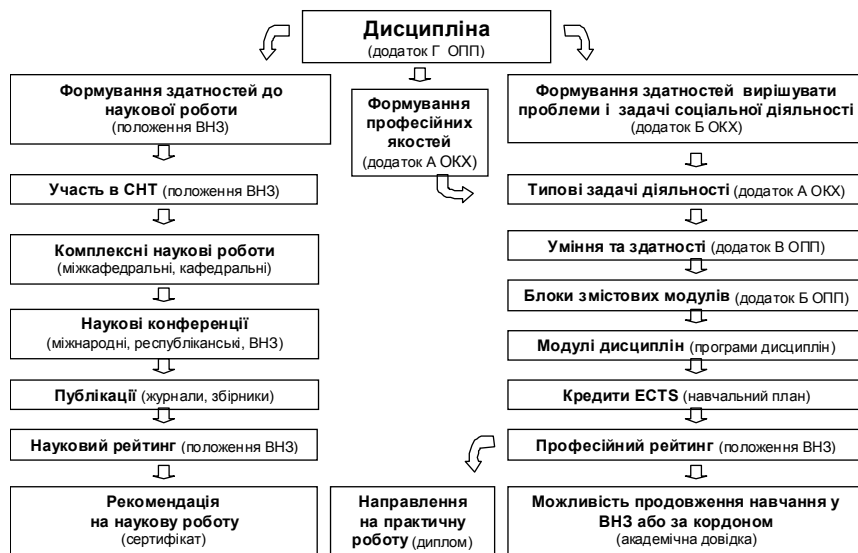 Дисципліна
(додаток Г ОПП)
Формування здатностей до
наукової роботи
(положення ВНЗ)
Участь в СНТ (положення ВНЗ)
Комплексні наукові роботи
(міжкафедральні, кафедральні)
Наукові конференції
(міжнародні, республіканські, ВНЗ)
Публікації (журнали, збірники)
Науковий рейтинг (положення ВНЗ)
Рекомендація
на наукову роботу
(сертифікат)
Формування
професійних
якостей
(додаток А ОКХ)
Формування здатностей вирішувати
проблеми і задачі соціальної діяльності
(додаток Б ОКХ)
Типові задачі діяльності (додаток А ОКХ)
Уміння та здатності (додаток В ОПП)
Блоки змістових модулів (додаток Б ОПП)
Модулі дисциплін (програми дисциплін)
Кредити ECTS (навчальний план)
Професійний рейтинг (положення ВНЗ)
Направлення
на практичну
роботу (диплом)
Можливість продовження навчання у
ВНЗ або за кордоном
(академічна довідка)